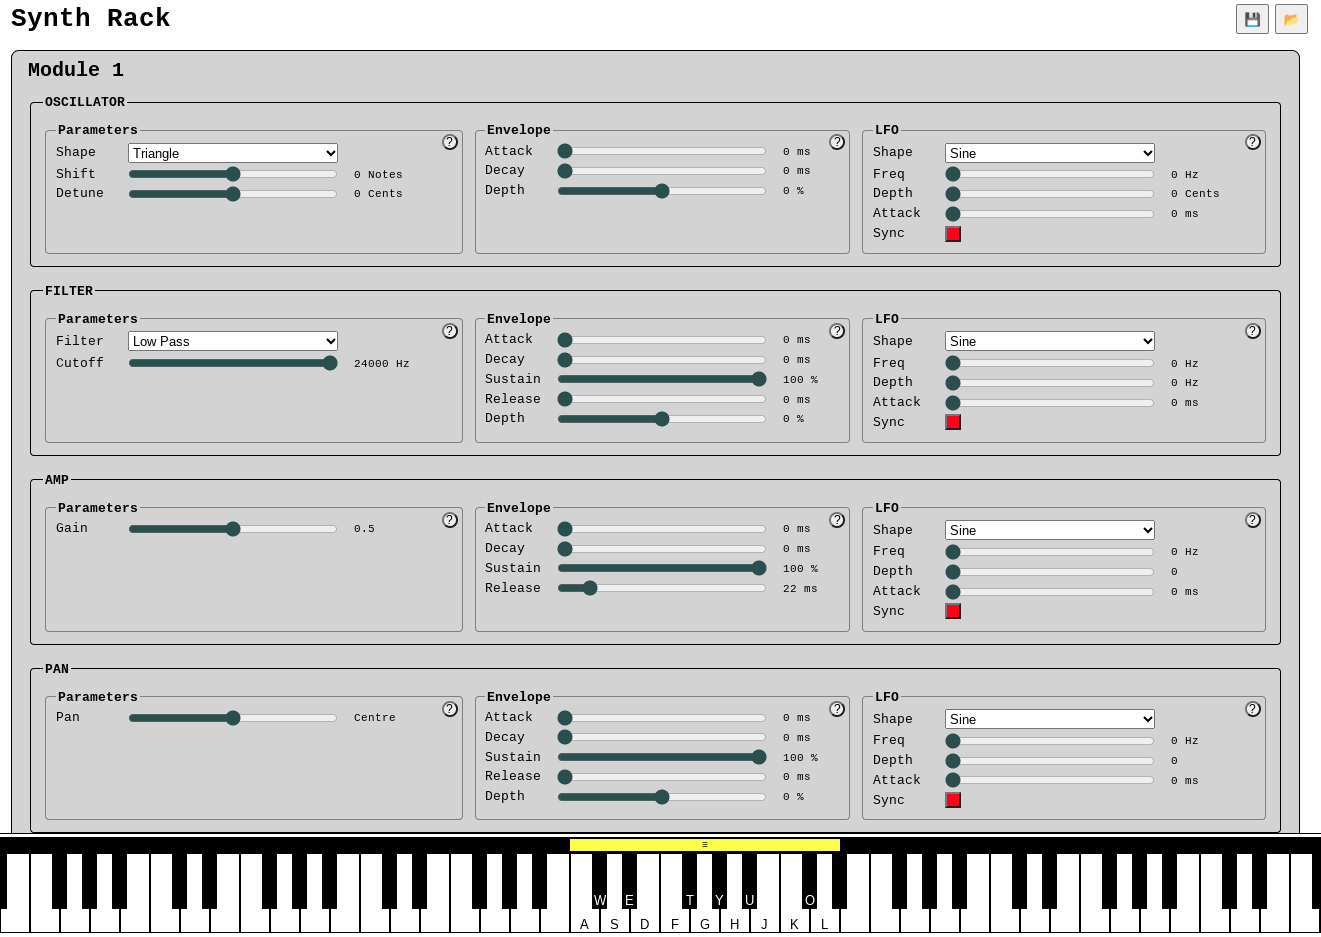 Synth Rack
Module 1
OSCILLATOR
Parameters ?
Shape Triangle
Shift 0 Notes
Detune 0 Cents
Envelope ?
Attack 0 ms
Decay 0 ms
Depth 0 %
LFO ?
Shape Sine
Freq 0 Hz
Depth 0 Cents
Attack 0 ms
Sync
FILTER
Parameters ?
Filter Low Pass
Cutoff 24000 Hz
Envelope ?
Attack 0 ms
Decay 0 ms
Sustain 100 %
Release 0 ms
Depth 0 %
LFO ?
Shape Sine
Freq 0 Hz
Depth 0 Hz
Attack 0 ms
Sync
AMP
Parameters ?
Gain 0.5
Envelope ?
Attack 0 ms
Decay 0 ms
Sustain 100 %
Release 22 ms
LFO ?
Shape Sine
Freq 0 Hz
Depth 0
Attack 0 ms
Sync
PAN
Parameters ?
Pan Centre
Envelope ?
Attack 0 ms
Decay 0 ms
Sustain 100 %
Release 0 ms
Depth 0 %
LFO ?
Shape Sine
Freq 0 Hz
Depth 0
Attack 0 ms
Sync
W E T Y U O
A S D F G H J K L